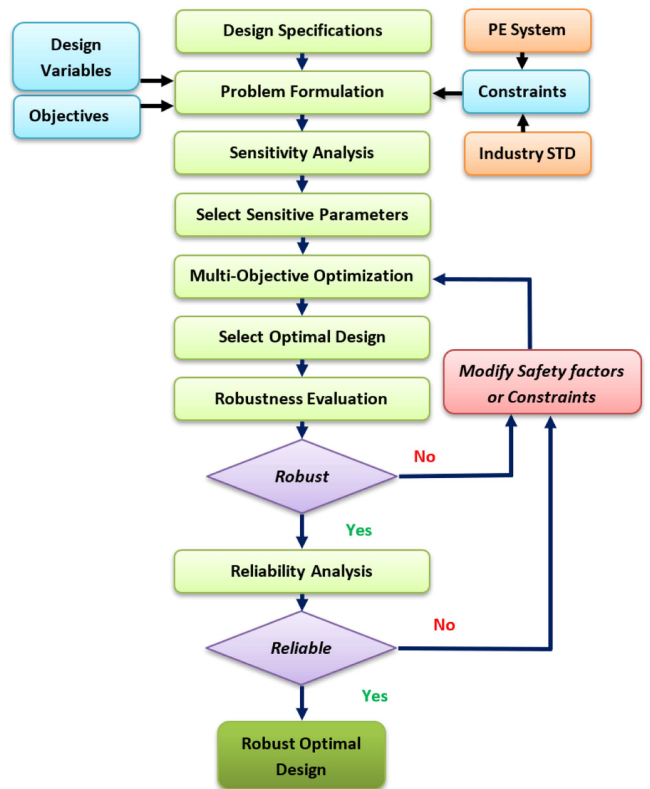 Design Specifications
PE System
Design
Variables
Problem Formulation
Constraints
Objectives
Sensitivity Analysis
Industry STD
Select Sensitive Parameters
Multi-Objective Optimization
Select Optimal Design
Modify Safety factors
or Constraints
Robustness Evaluation
Robust
No
Yes
Reliability Analysis
Reliable
No
Yes
Robust Optimal
Design